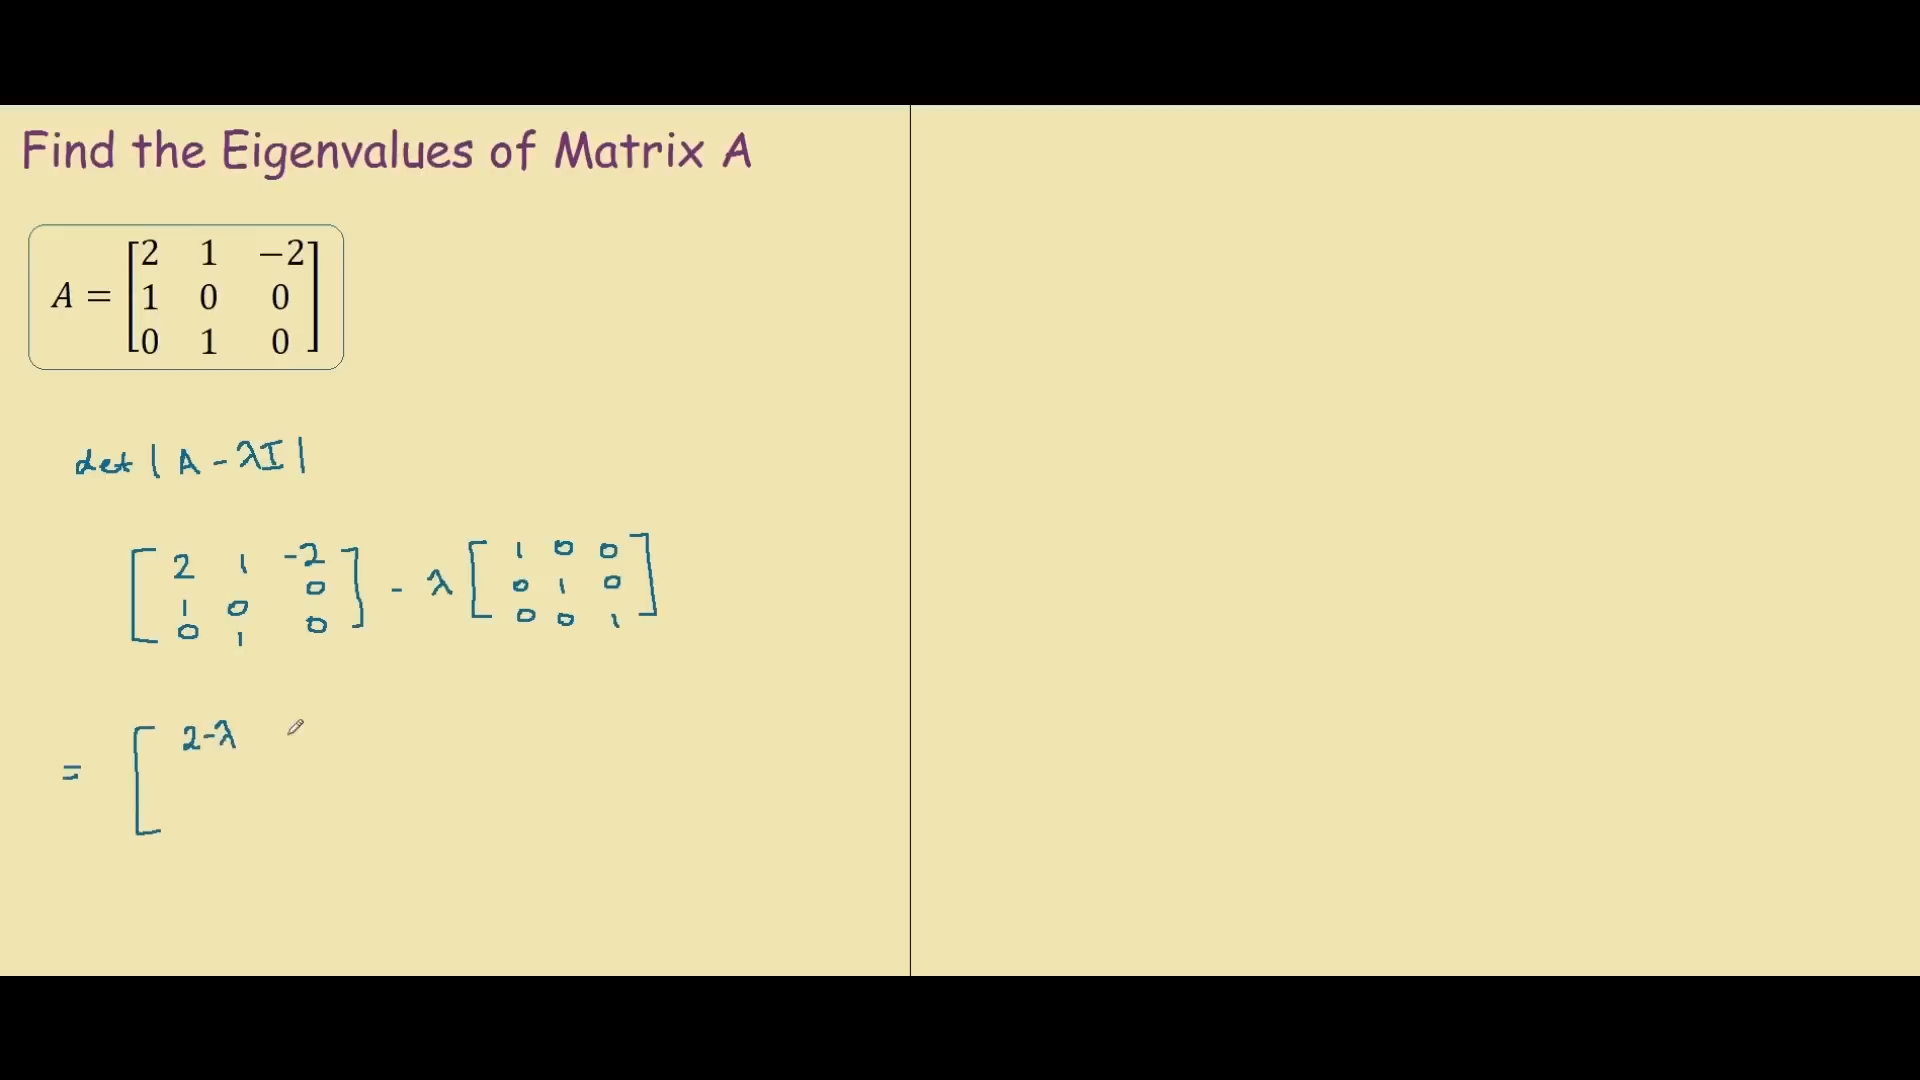 Find the Eigenvalues of Matrix A
A = [2 1 −2
1 0 0
0 1 0]
det | A - λI |
[2 1 -2
1 0 0
0 1 0] - λ [1 0 0
0 1 0
0 0 1]
= [ 2-λ